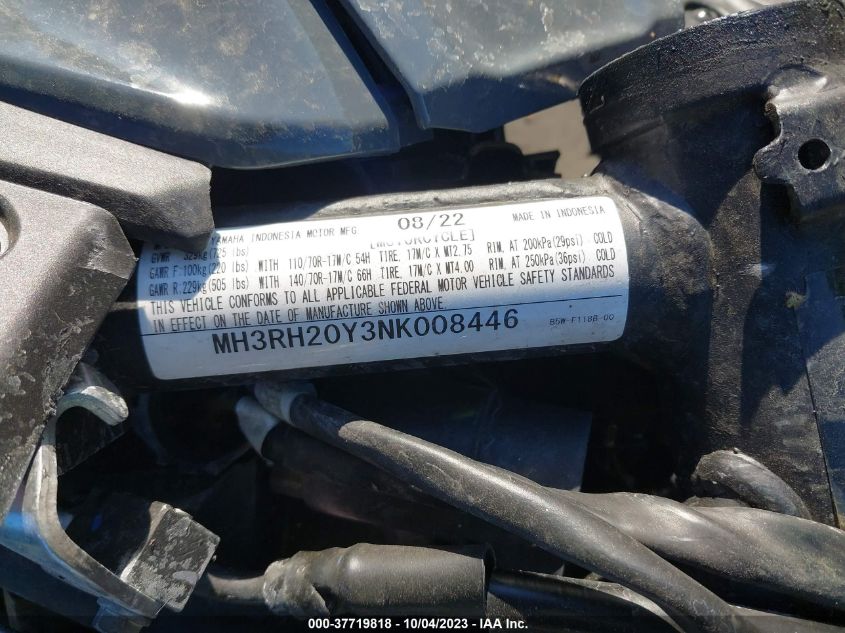 YAMAHA INDONESIA MOTOR MFG. 08/22 MADE IN INDONESIA
GVWR 329kg(725 lbs) [MOTORCYCLE]
GAWR F:100kg(220 lbs) .WITH 110/70R-17M/C 54H TIRE, 17M/C X MT2.75 RIM, AT 200kPa(29psi) COLD
GAWR R:229kg(505 lbs) .WITH 140/70R-17M/C 66H TIRE, 17M/C X MT4.00 RIM, AT 250kPa(36psi) COLD
THIS VEHICLE CONFORMS TO ALL APPLICABLE FEDERAL MOTOR VEHICLE SAFETY STANDARDS
IN EFFECT ON THE DATE OF MANUFACTURE SHOWN ABOVE.
MH3RH20Y3NK008446 B5W-F118B-00
000-37719818 - 10/04/2023 - © IAA Inc.